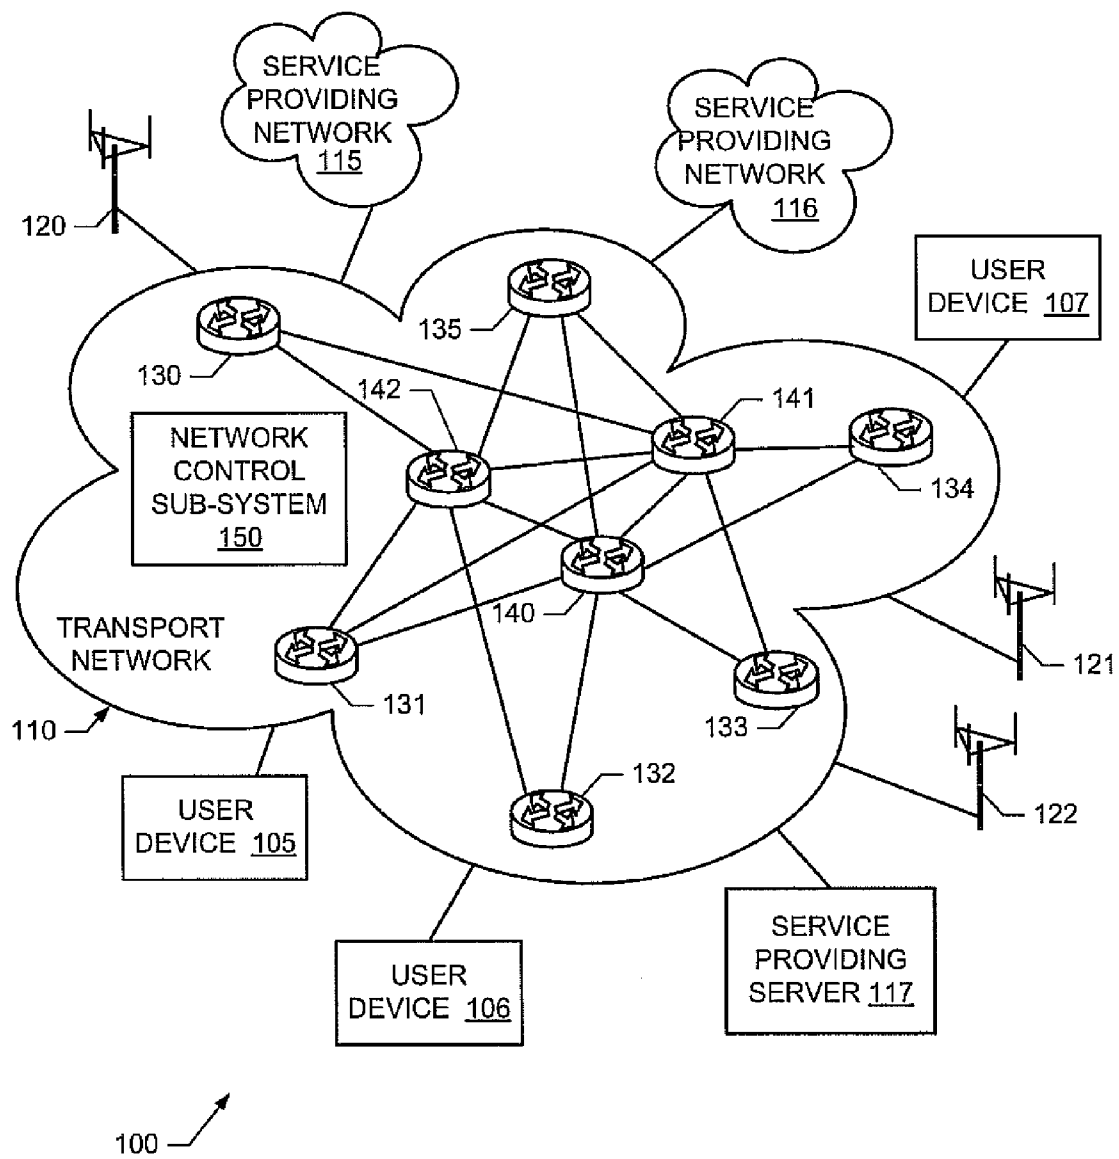 SERVICE
PROVIDING
NETWORK
115
SERVICE
PROVIDING
NETWORK
116
120
USER
DEVICE 107
135
130
142
141
NETWORK
CONTROL
SUB-SYSTEM
150
134
140
TRANSPORT
NETWORK
121
131
110
133
132
122
USER
DEVICE 105
SERVICE
PROVIDING
SERVER 117
USER
DEVICE 106
100